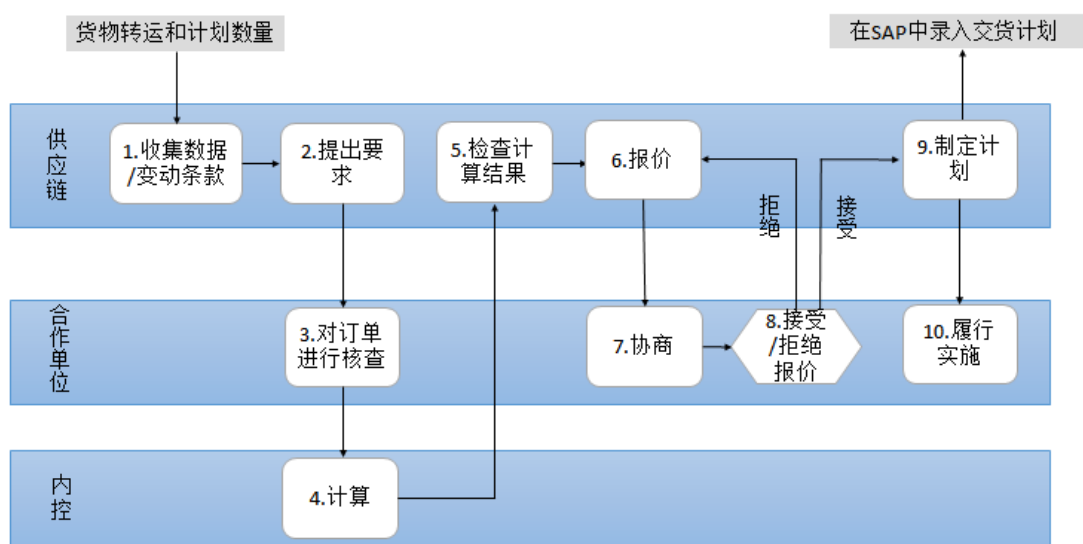 货物转运和计划数量
在SAP中录入交货计划
供应链
1.收集数据
/变动条款
2.提出要
求
5.检查计
算结果
6.报价
9.制定计
划
拒绝
接受
合作单位
3.对订单
进行核查
7.协商
8.接受
/拒绝
报价
10.履行
实施
内控
4.计算